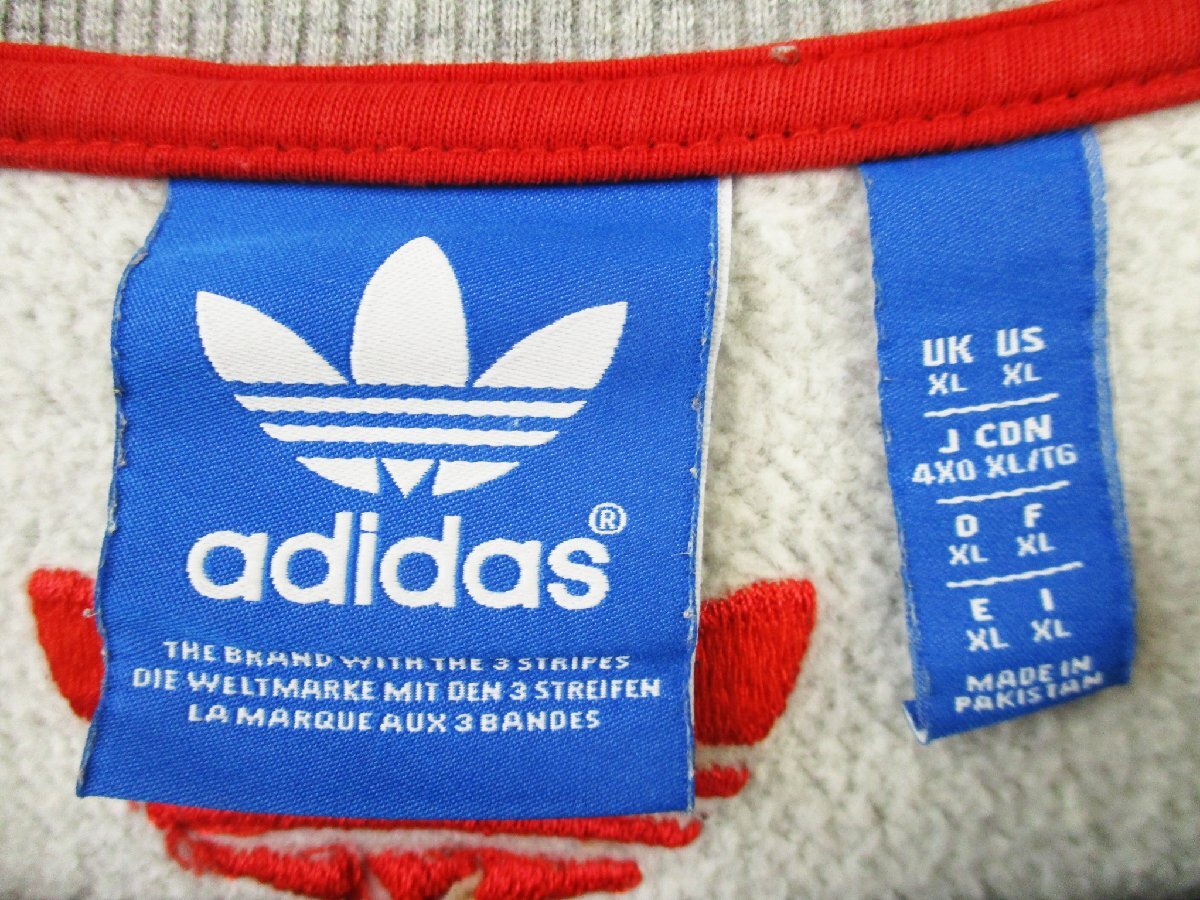 adidas®
THE BRAND WITH THE 3 STRIPES
DIE WELTMARKE MIT DEN 3 STREIFEN
LA MARQUE AUX 3 BANDES
UK US
XL XL
J CDN
4XO XL/TG
D F
XL XL
E I
XL XL
MADE IN
PAKISTAN